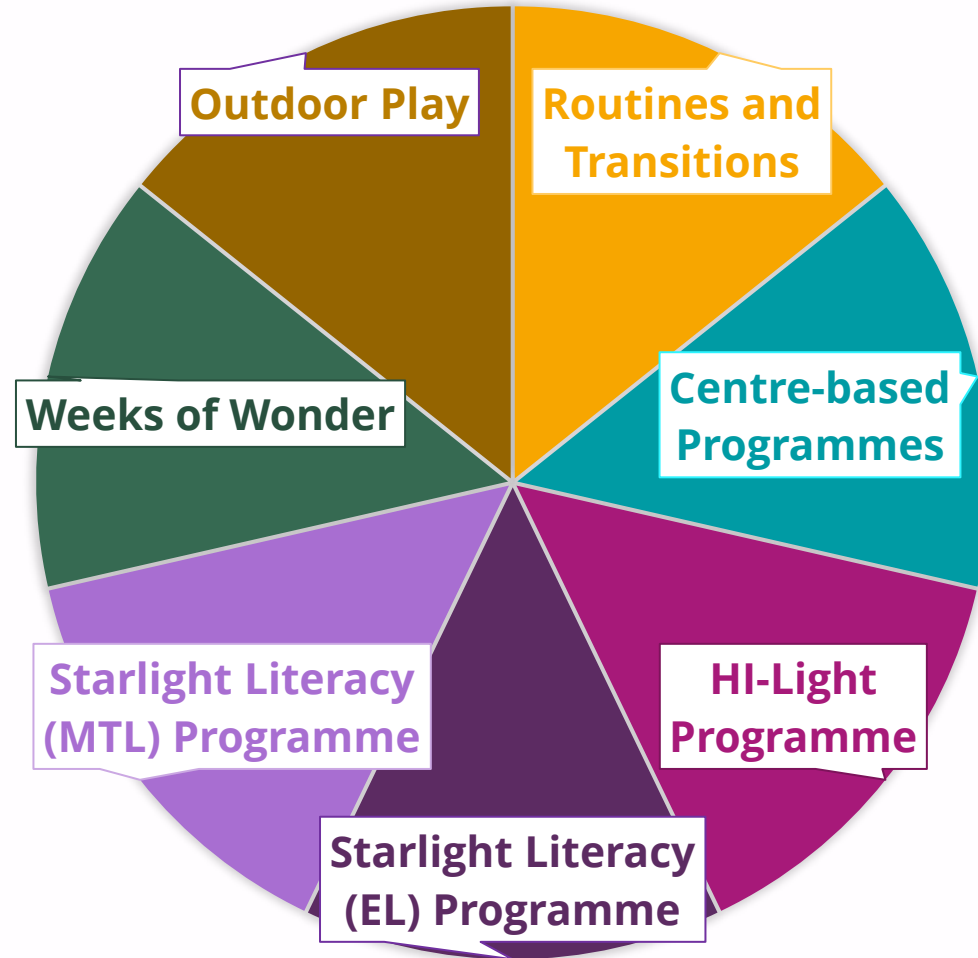 Outdoor Play
Routines and
Transitions
Centre-based
Programmes
Weeks of Wonder
Starlight Literacy
(MTL) Programme
HI-Light
Programme
Starlight Literacy
(EL) Programme